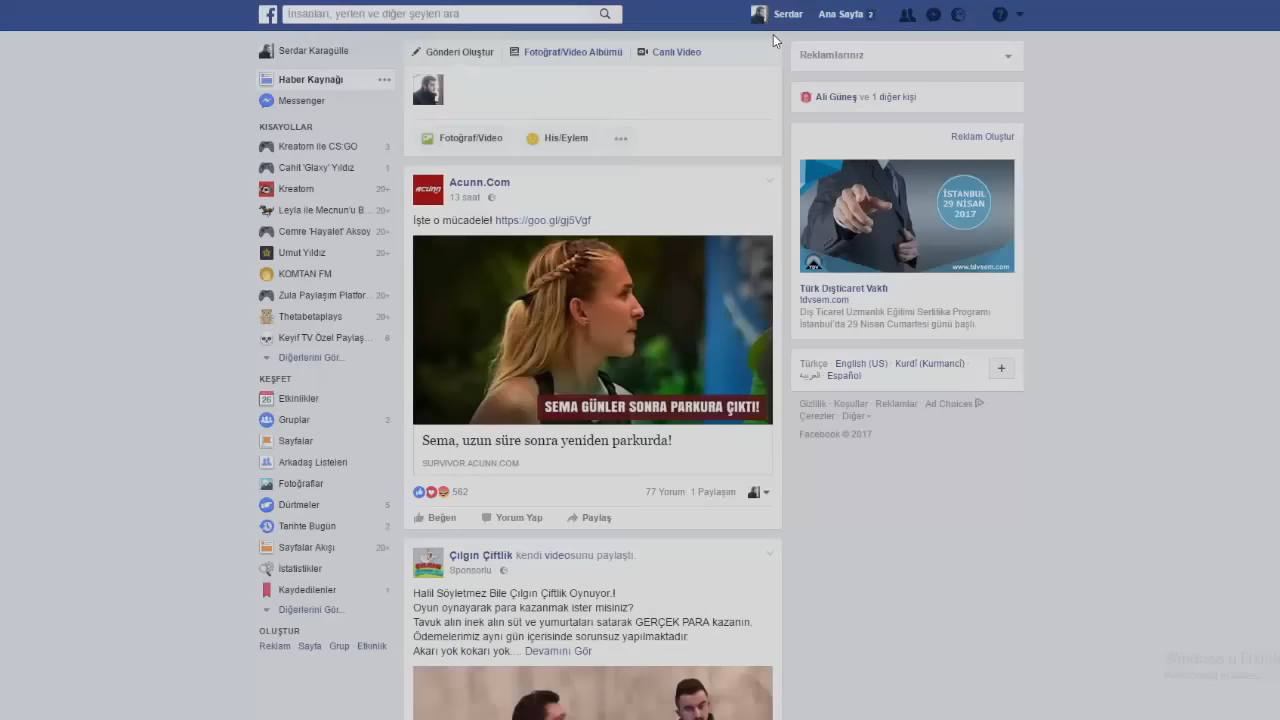 İnsanları, yerleri ve diğer şeyleri ara
Serdar
Ana Sayfa 2
Serdar Karagülle
Haber Kaynağı
Messenger
KISAYOLLAR
Kreatorn ile CS:GO 3
Cahit 'Glaxy' Yıldız 1
Kreatorn 20+
Leyla ile Mecnun'u B... 20+
Cemre 'Hayalet' Aksoy 20+
Umut Yıldız 20+
KOMTAN FM
Zula Paylaşım Platfor... 20+
Thetabetaplays 20+
Keyif TV Özel Paylaş... 6
Diğerlerini Gör...
KEŞFET
Etkinlikler
Gruplar 2
Sayfalar
Arkadaş Listeleri
Fotoğraflar
Dürtmeler 5
Tarihte Bugün 2
Sayfalar Akışı 20+
İstatistikler
Kaydedilenler 1
Diğerlerini Gör...
OLUŞTUR
Reklam Sayfa Grup Etkinlik
Gönderi Oluştur
Fotoğraf/Video Albümü
Canlı Video
Fotoğraf/Video
His/Eylem
ACUNN
Acunn.Com
13 saat
İşte o mücadele! https://goo.gl/gj5Vgf
SEMA GÜNLER SONRA PARKURA ÇIKTI!
Sema, uzun süre sonra yeniden parkurda!
SURVIVOR.ACUNN.COM
562
77 Yorum 1 Paylaşım
Beğen
Yorum Yap
Paylaş
Çılgın Çiftlik kendi videosunu paylaştı.
Sponsorlu
Halil Söyletmez Bile Çılgın Çiftlik Oynuyor.!
Oyun oynayarak para kazanmak ister misiniz?
Tavuk alın inek alın süt ve yumurtaları satarak GERÇEK PARA kazanın.
Ödemelerimiz aynı gün içerisinde sorunsuz yapılmaktadır.
Akarı yok kokarı yok.... Devamını Gör
Reklamlarınız
Ali Güneş ve 1 diğer kişi
Reklam Oluştur
İSTANBUL
29 NİSAN
2017
TDV
www.tdvsem.com
Türk Dışticaret Vakfı
tdvsem.com
Dış Ticaret Uzmanlık Eğitimi Sertifika Programı
İstanbul'da 29 Nisan Cumartesi günü başlı.
Türkçe · English (US) · Kurdî (Kurmancî) ·
العربية · Español
Gizlilik · Koşullar · Reklamlar · Ad Choices ·
Çerezler · Diğer
Facebook © 2017